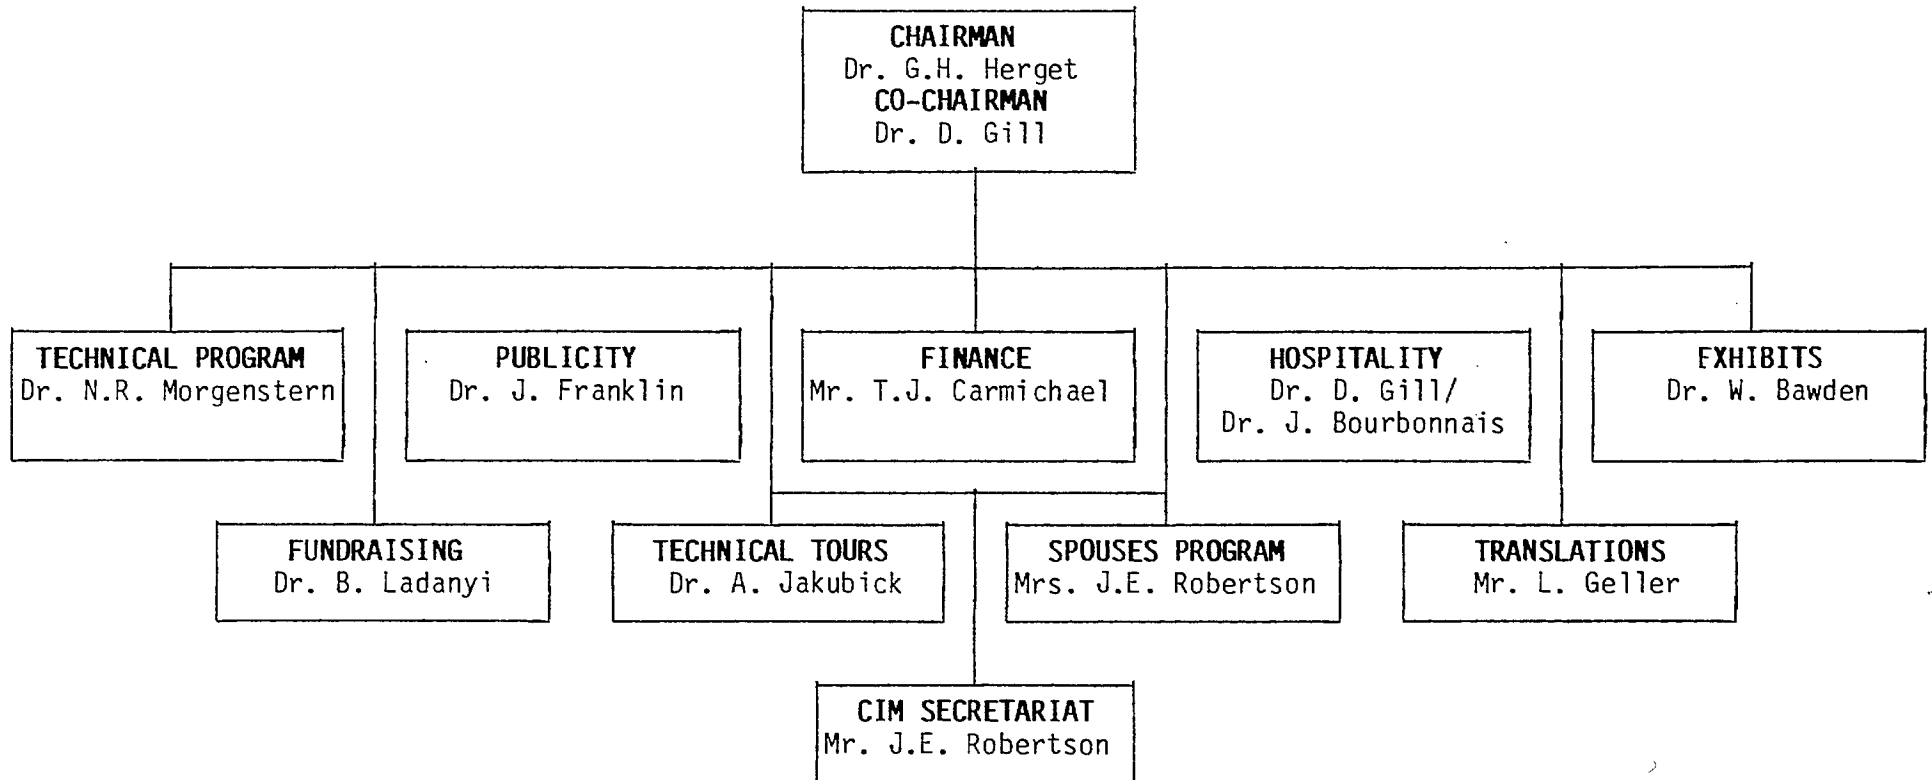 CHAIRMAN
Dr. G.H. Herget
CO-CHAIRMAN
Dr. D. Gill
TECHNICAL PROGRAM
Dr. N.R. Morgenstern
PUBLICITY
Dr. J. Franklin
FINANCE
Mr. T.J. Carmichael
HOSPITALITY
Dr. D. Gill/
Dr. J. Bourbonnais
EXHIBITS
Dr. W. Bawden
FUNDRAISING
Dr. B. Ladanyi
TECHNICAL TOURS
Dr. A. Jakubick
SPOUSES PROGRAM
Mrs. J.E. Robertson
TRANSLATIONS
Mr. L. Geller
CIM SECRETARIAT
Mr. J.E. Robertson